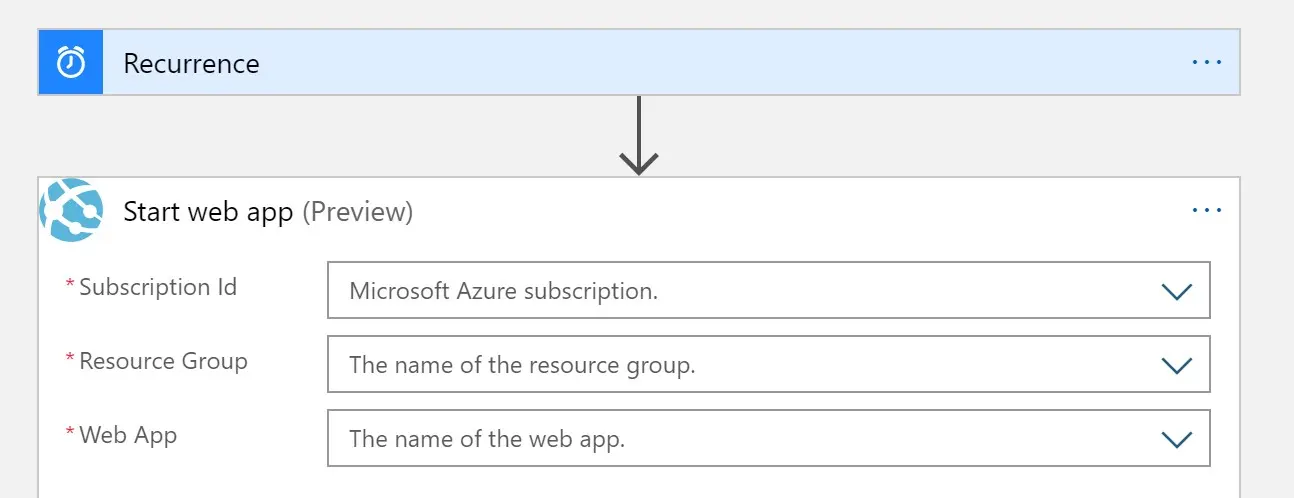 Recurrence
Start web app (Preview)
* Subscription Id
Microsoft Azure subscription.
* Resource Group
The name of the resource group.
* Web App
The name of the web app.